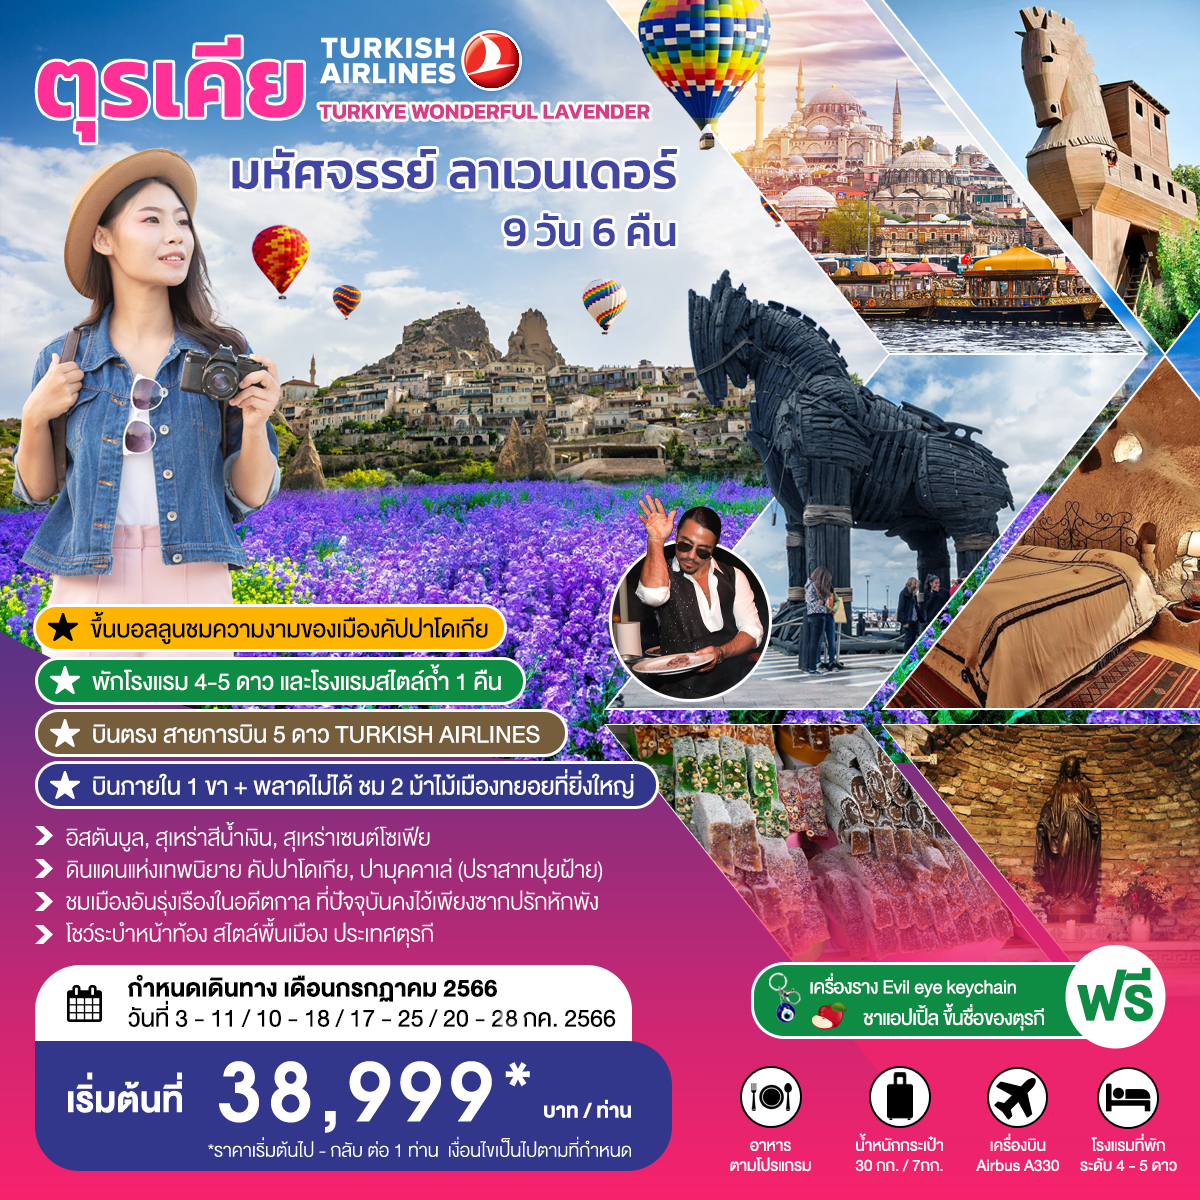 ตุรเคีย
TURKISH
AIRLINES
TURKIYE WONDERFUL LAVENDER
มหัศจรรย์ ลาเวนเดอร์
9 วัน 6 คืน
ขึ้นบอลลูนชมความงามของเมืองคัปปาโดเกีย
พักโรงแรม 4-5 ดาว และโรงแรมสไตล์ถ้ำ 1 คืน
บินตรง สายการบิน 5 ดาว TURKISH AIRLINES
บินภายใน 1 ขา + พลาดไม่ได้ ชม 2 ม้าไม้เมืองทยอยที่ยิ่งใหญ่
อิสตันบูล, สุเหร่าสีน้ำเงิน, สุเหร่าเซนต์โซเฟีย
ดินแดนแห่งเทพนิยาย คัปปาโดเกีย, ปามุคคาเล่ (ปราสาทปุยฝ้าย)
ชมเมืองอันรุ่งเรืองในอดีตกาล ที่ปัจจุบันคงไว้เพียงซากปรักหักพัง
โชว์ระบำหน้าท้อง สไตล์พื้นเมือง ประเทศตุรกี
กำหนดเดินทาง เดือนกรกฎาคม 2566
วันที่ 3 - 11 / 10 - 18 / 17 - 25 / 20 - 28 กค. 2566
เริ่มต้นที่ 38,999* บาท / ท่าน
*ราคาเริ่มต้นไป - กลับ ต่อ 1 ท่าน เงื่อนไขเป็นไปตามที่กำหนด
เครื่องราง Evil eye keychain
ชาแอปเปิ้ล ขึ้นชื่อของตุรกี
ฟรี
อาหาร
ตามโปรแกรม
น้ำหนักกระเป๋า
30 กก. / 7กก.
เครื่องบิน
Airbus A330
โรงแรมที่พัก
ระดับ 4 - 5 ดาว